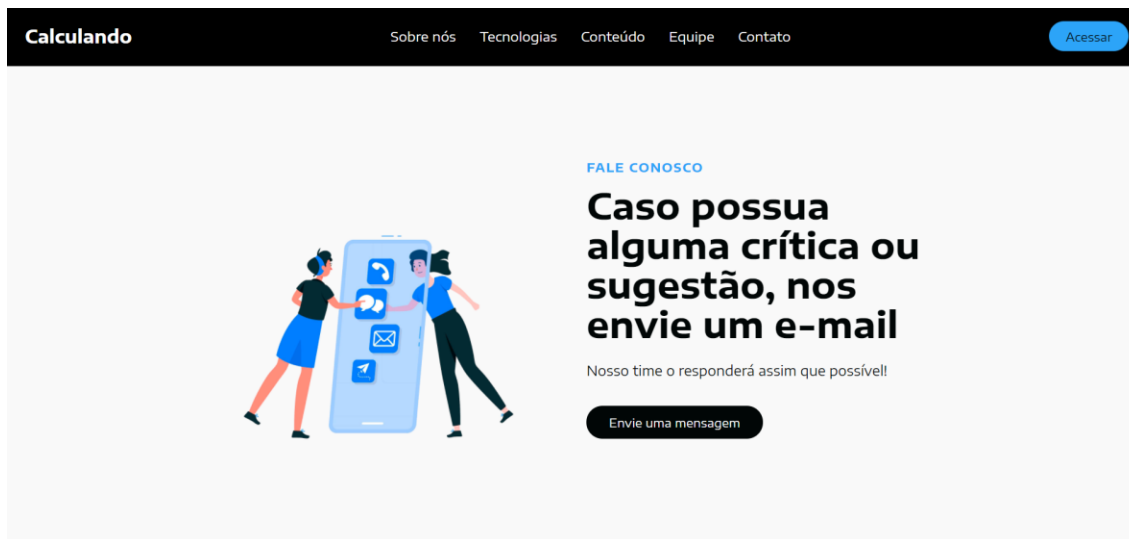 Calculando
Sobre nós Tecnologias Conteúdo Equipe Contato
Acessar
FALE CONOSCO
Caso possua
alguma crítica ou
sugestão, nos
envie um e-mail
Nosso time o responderá assim que possível!
Envie uma mensagem